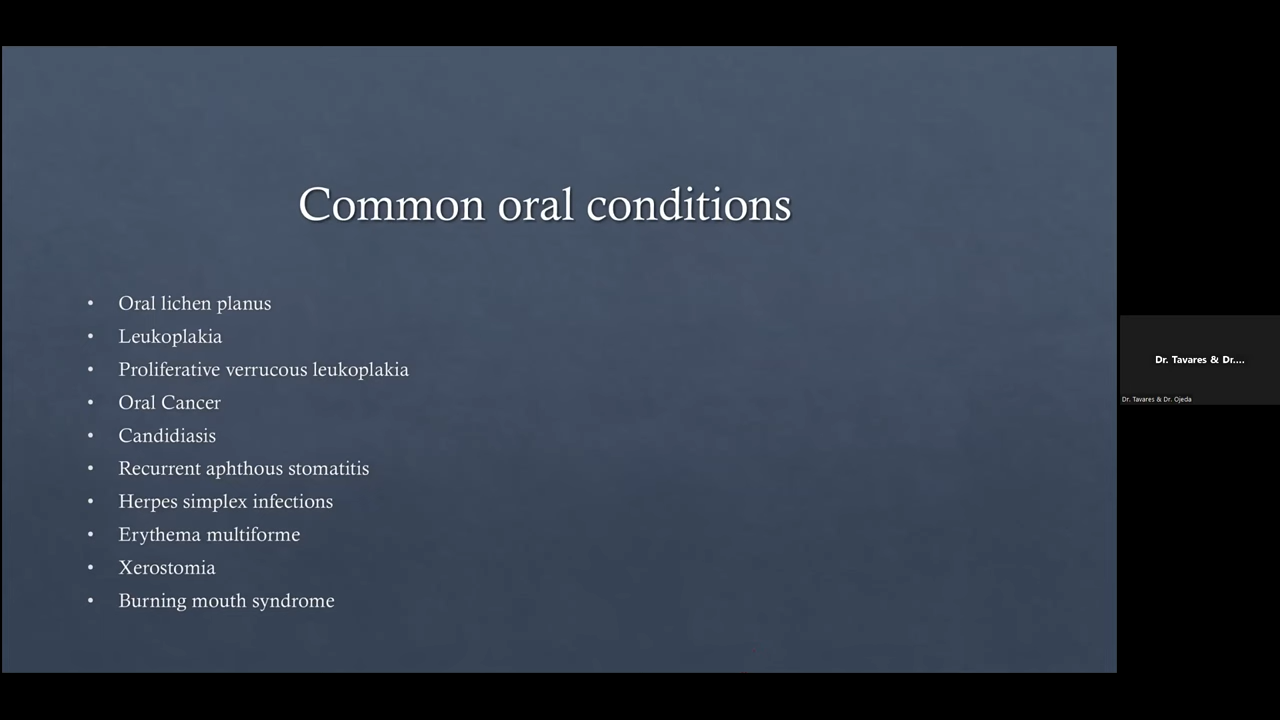 Common oral conditions
• Oral lichen planus
• Leukoplakia
• Proliferative verrucous leukoplakia
• Oral Cancer
• Candidiasis
• Recurrent aphthous stomatitis
• Herpes simplex infections
• Erythema multiforme
• Xerostomia
• Burning mouth syndrome
Dr. Tavares & Dr....
Dr. Tavares & Dr. Ojeda